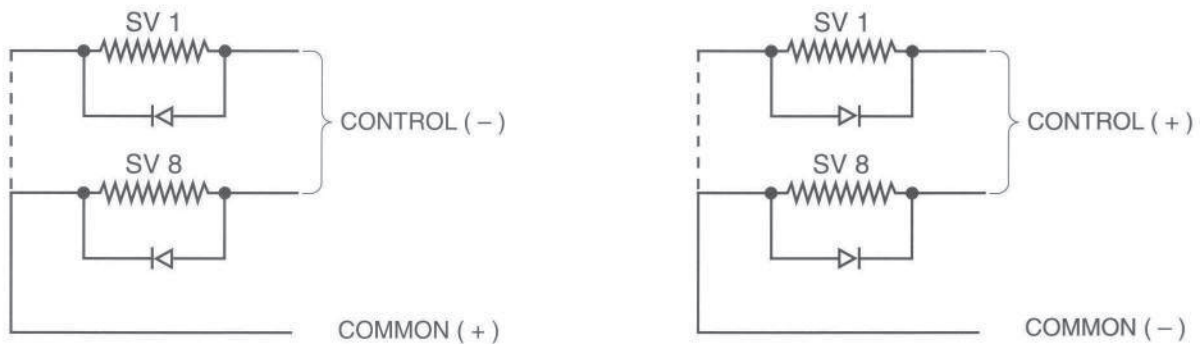 SV 1
CONTROL ( – )
SV 8
COMMON ( + )
SV 1
CONTROL ( + )
SV 8
COMMON ( – )